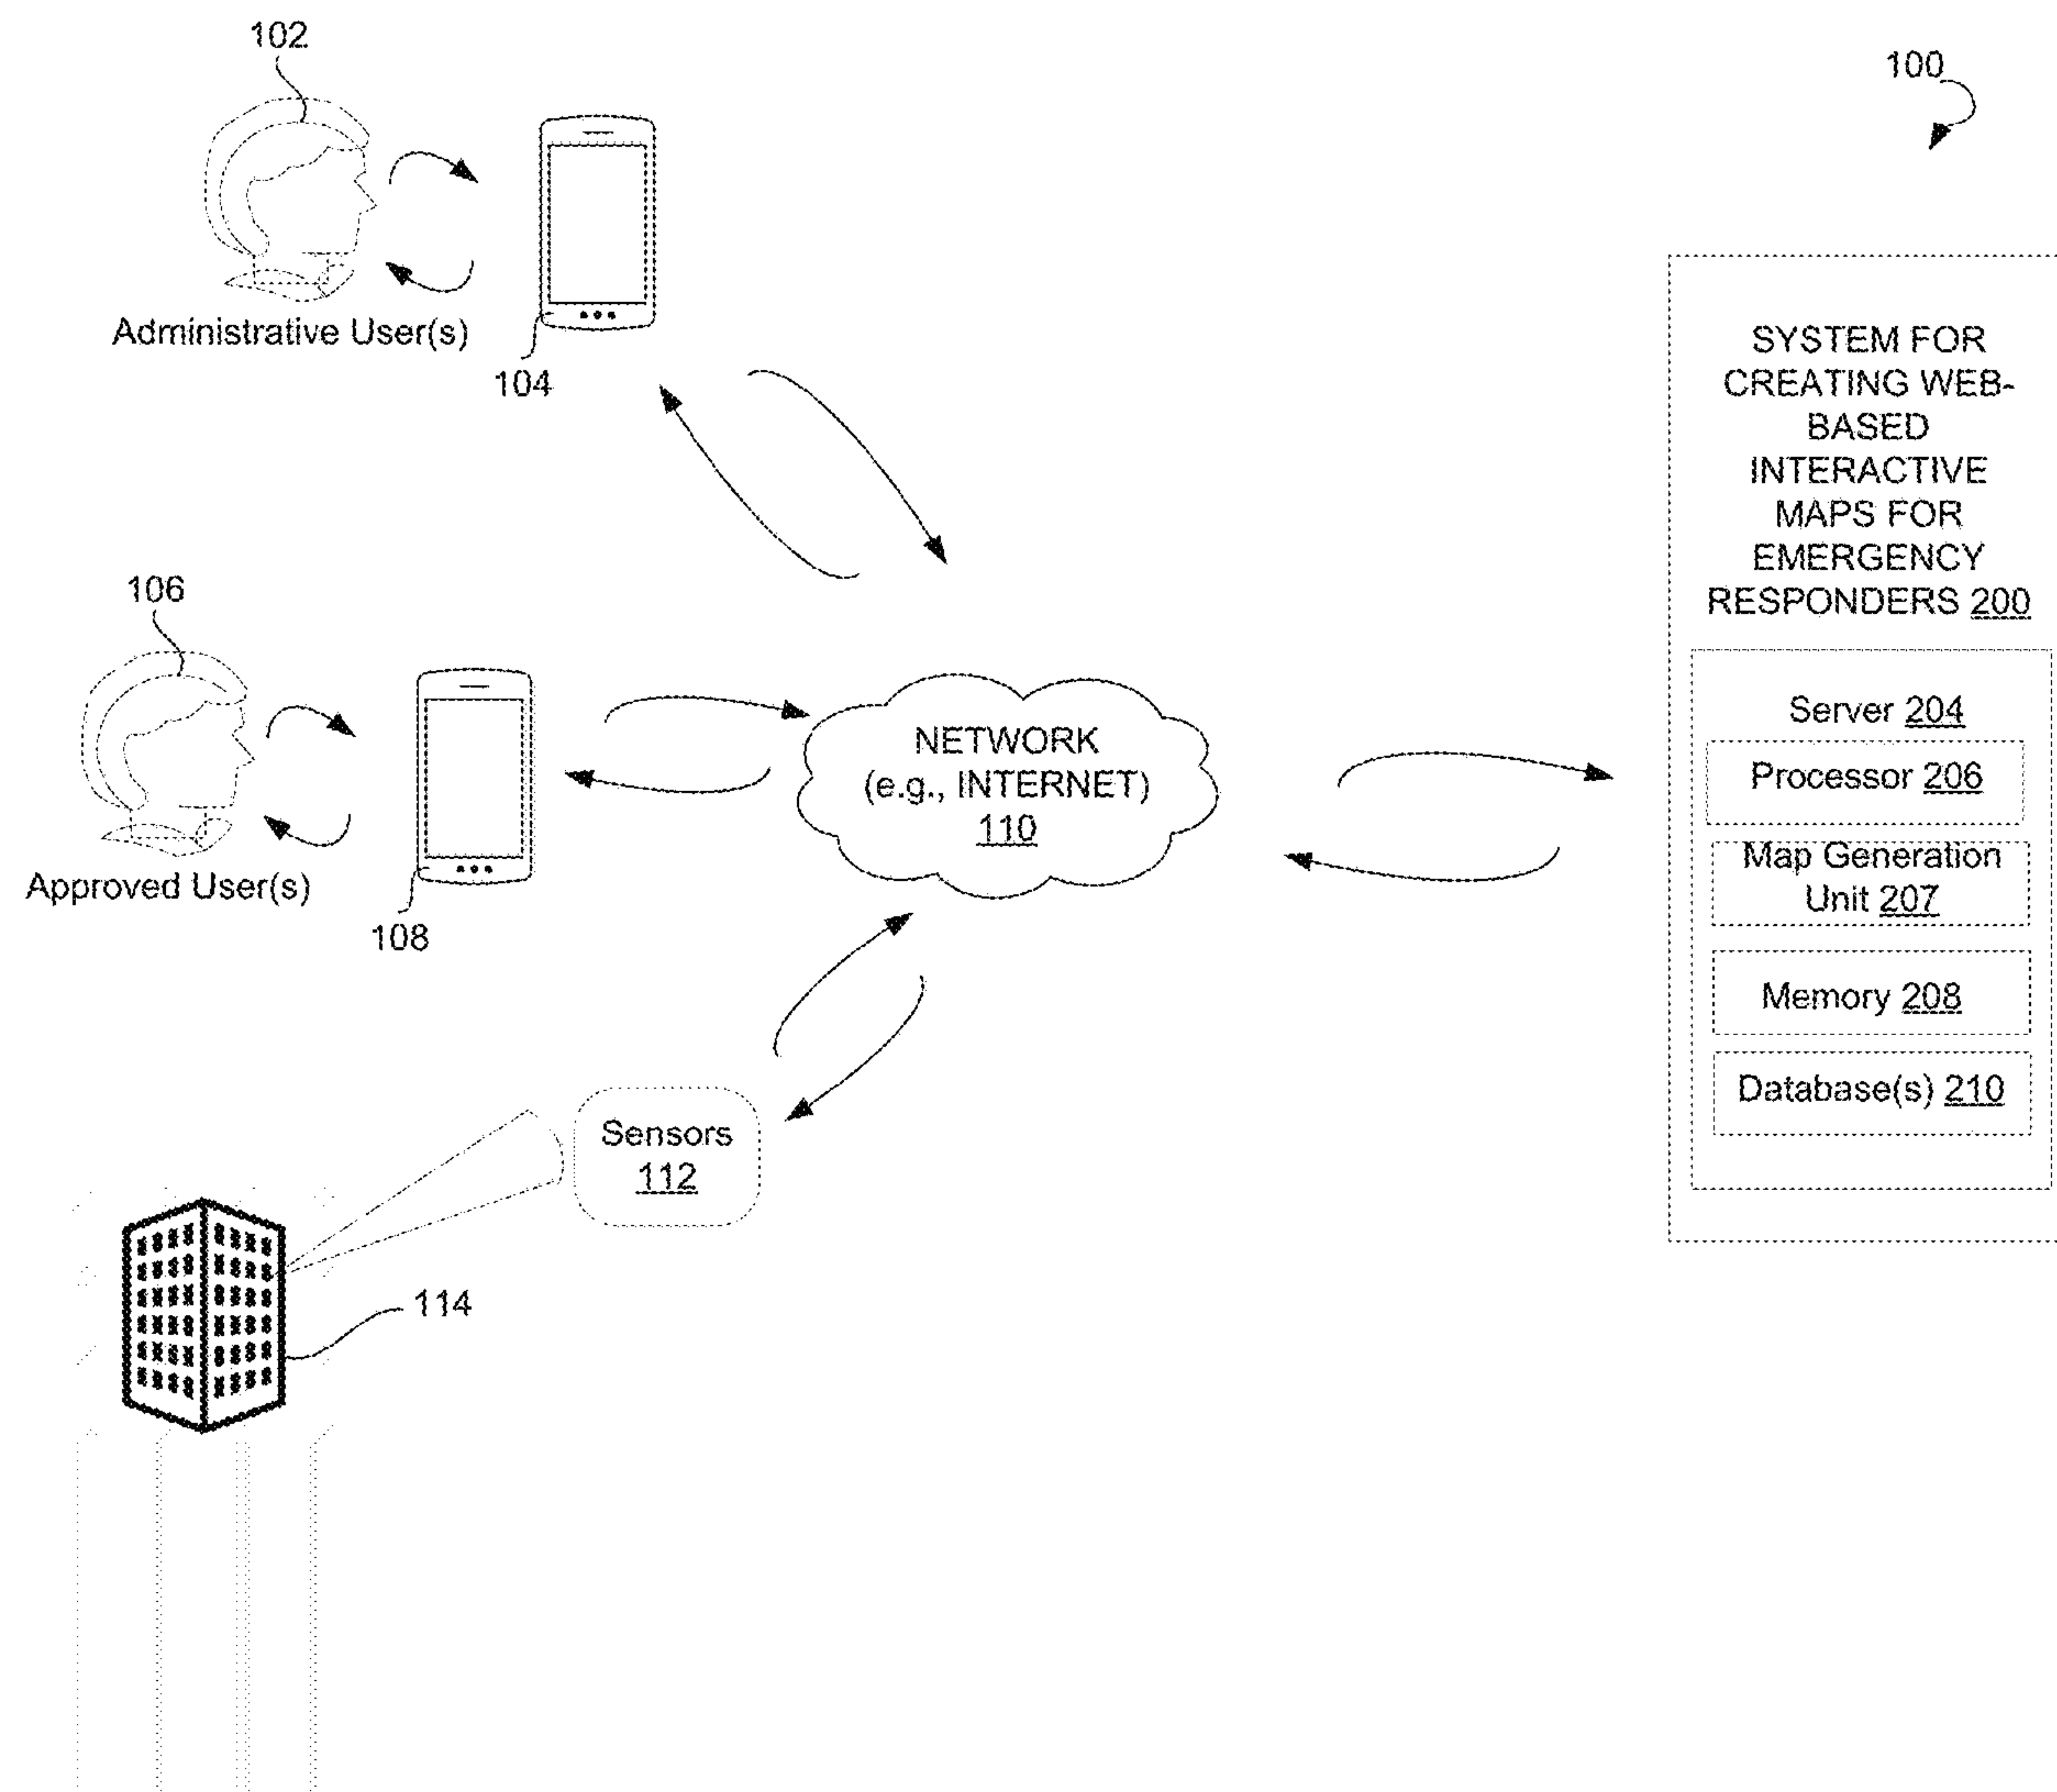 102
100
Administrative User(s)
104
SYSTEM FOR
CREATING WEB-
BASED
INTERACTIVE
MAPS FOR
EMERGENCY
RESPONDERS 200
106
Approved User(s)
108
NETWORK
(e.g., INTERNET)
110
Server 204
Processor 206
Map Generation
Unit 207
Memory 208
Database(s) 210
Sensors
112
114